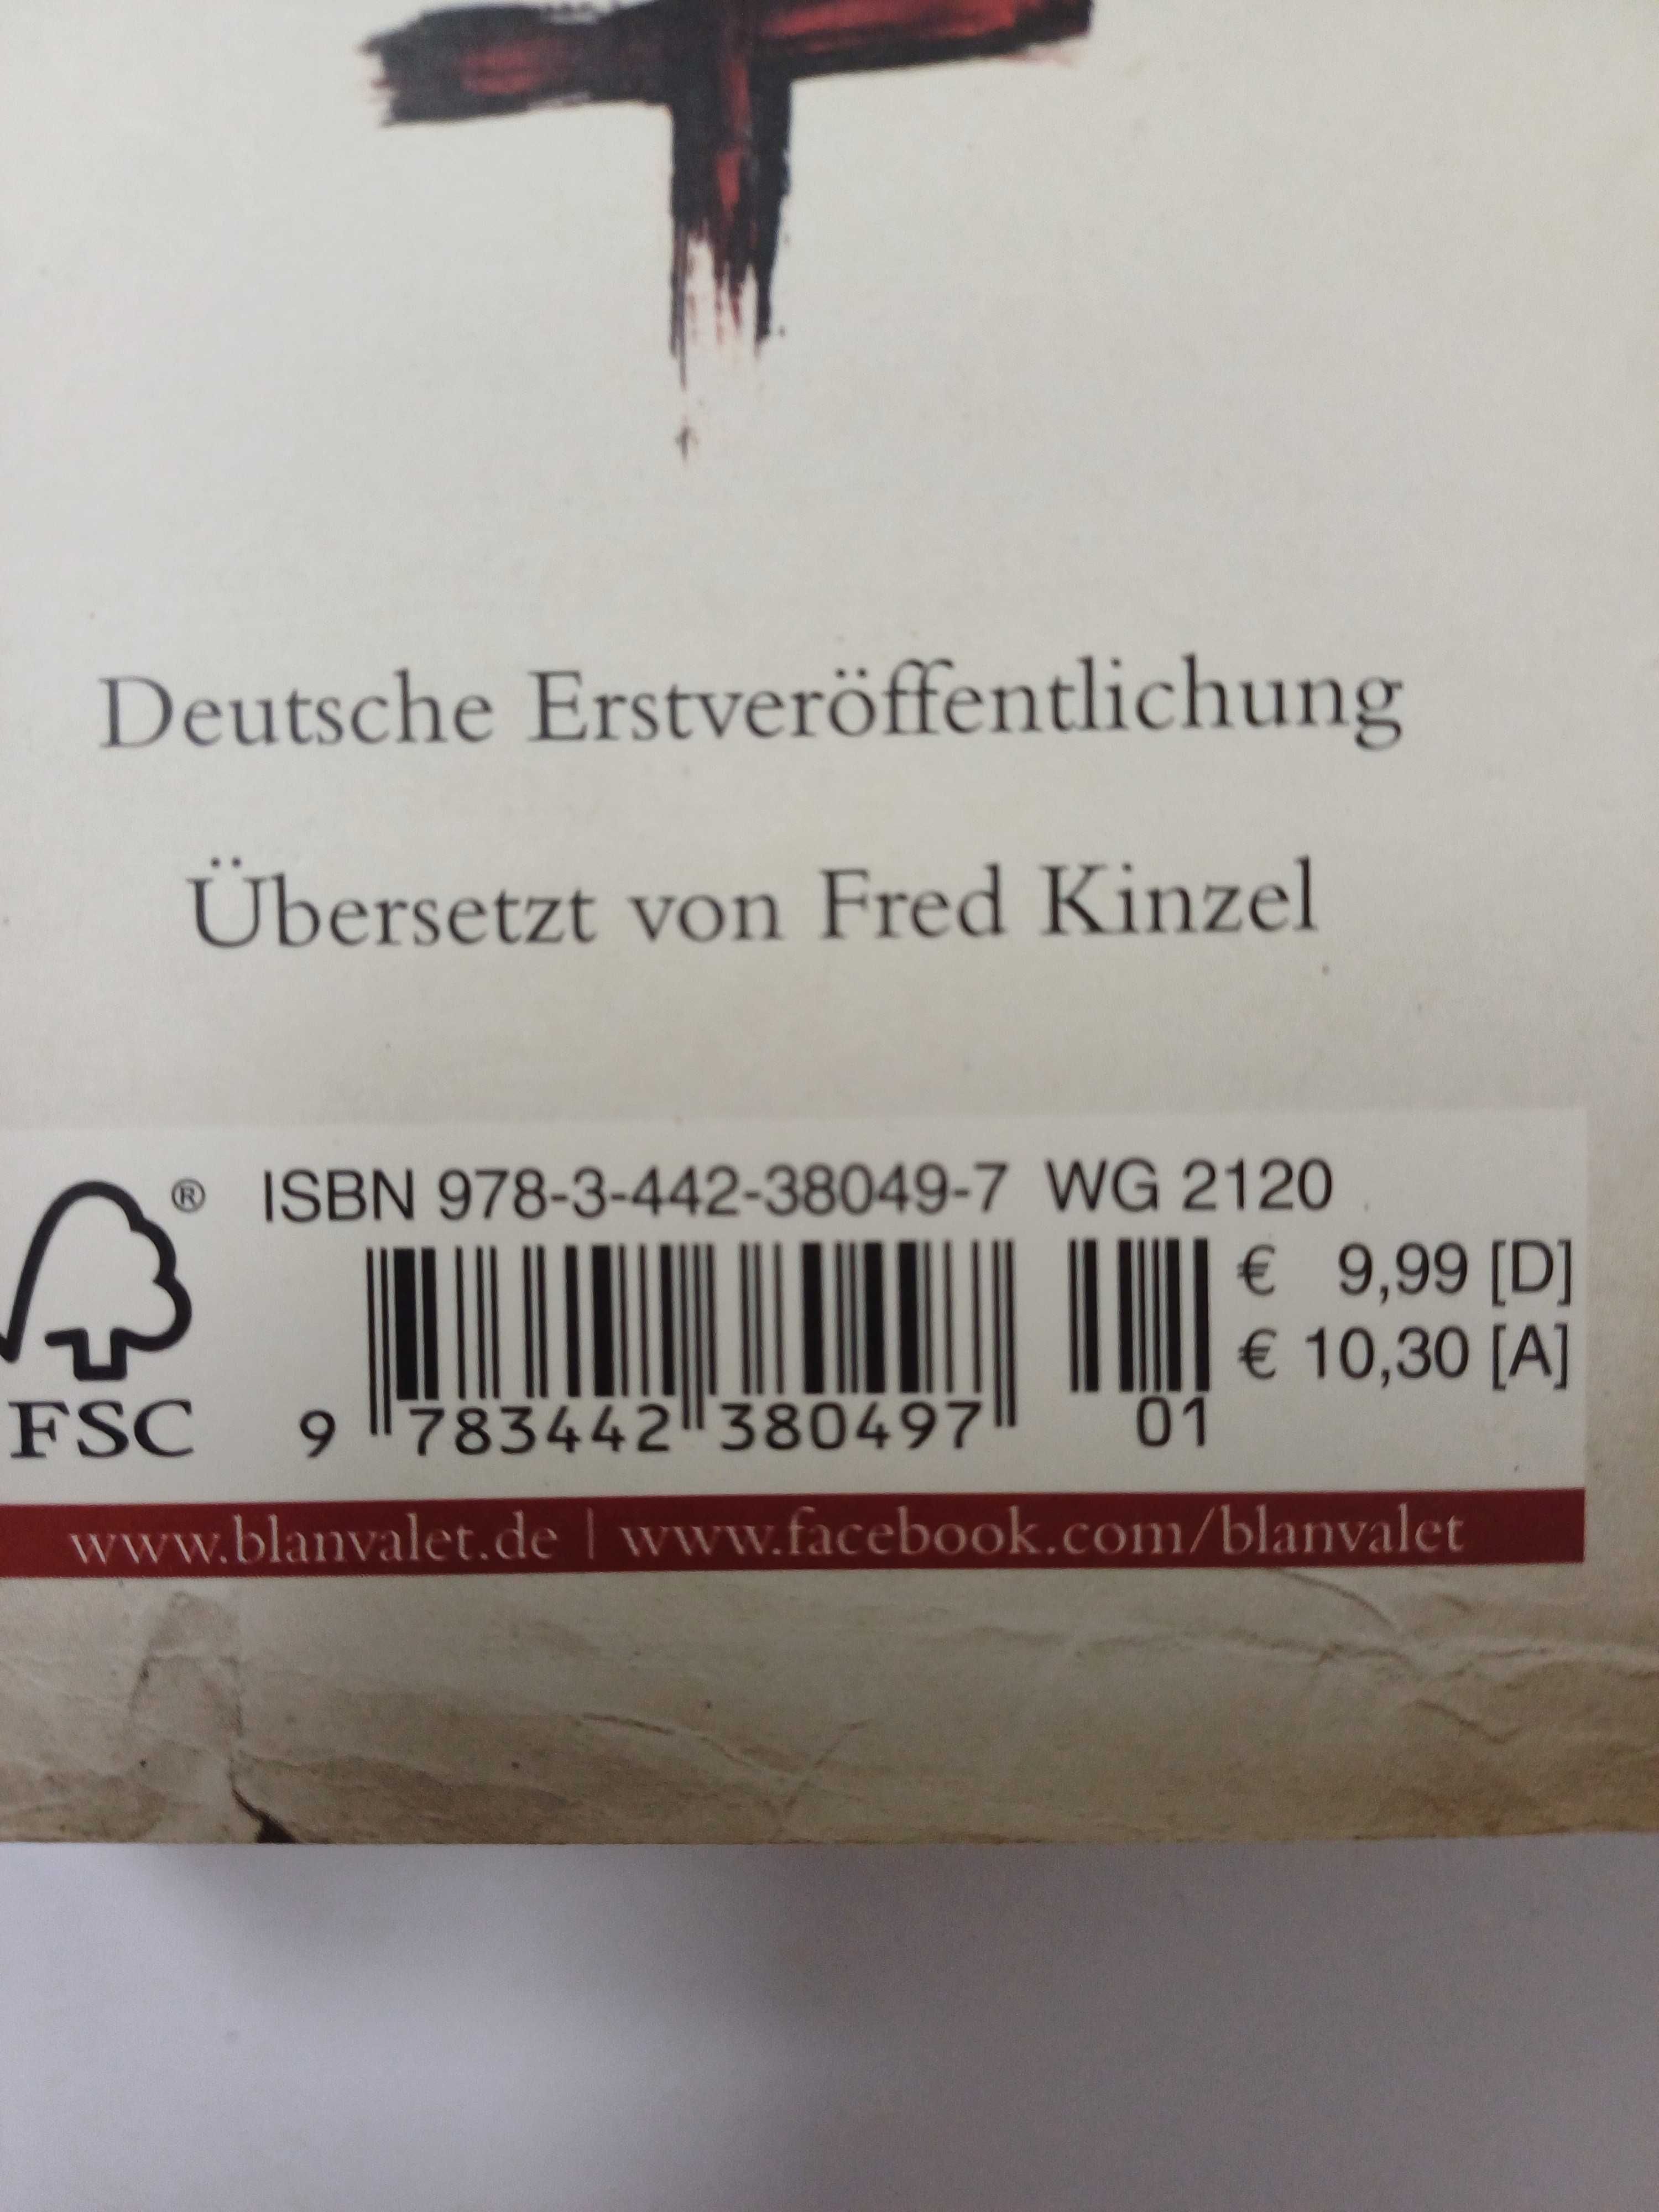 Deutsche Erstveröffentlichung
Übersetzt von Fred Kinzel
® ISBN 978-3-442-38049-7 WG 2120
€ 9,99 [D]
€ 10,30 [A]
FSC 9 783442 380497 01
www.blanvalet.de | www.facebook.com/blanvalet